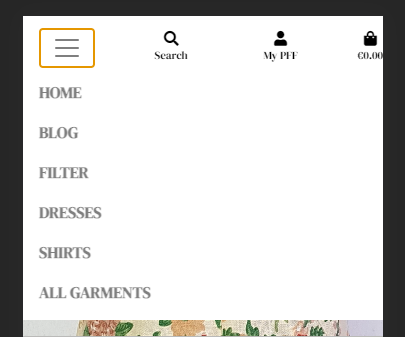 Search
My PFF
€0.00
HOME
BLOG
FILTER
DRESSES
SHIRTS
ALL GARMENTS